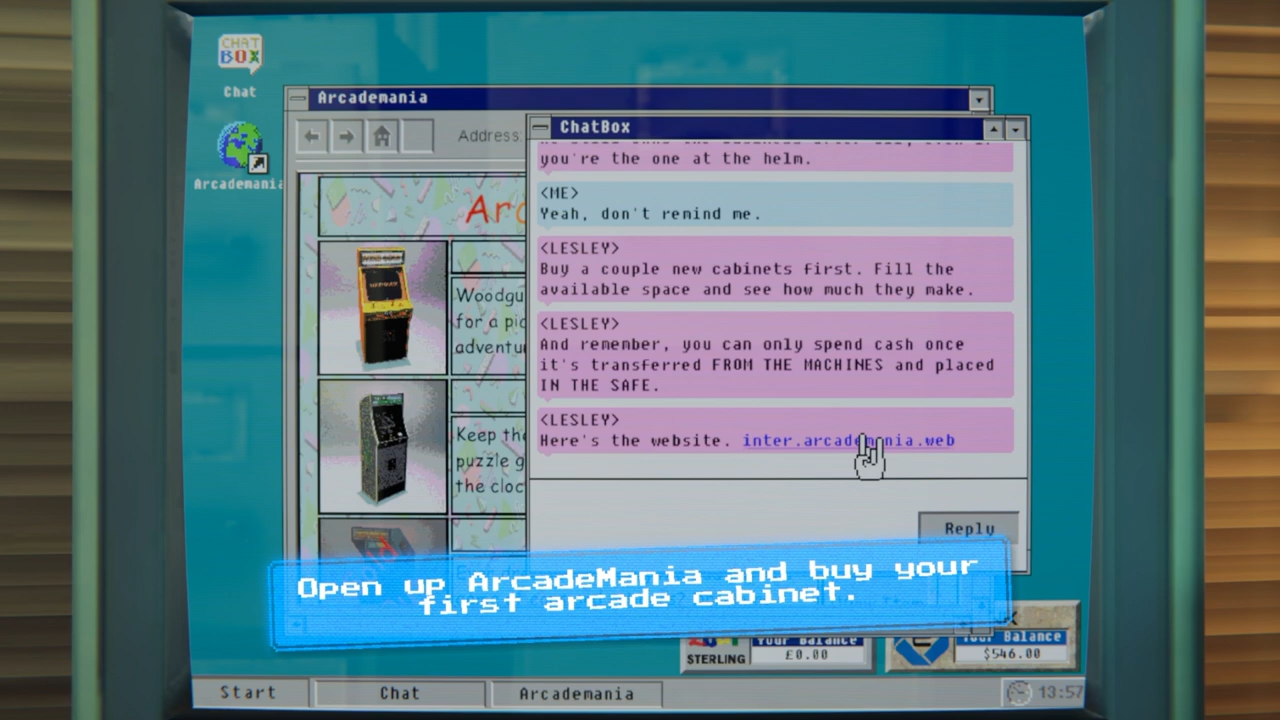 CHAT
BOX
Chat
Arcademania
Arcademania
Address:
Arc
Woodgu
for a pic
adventur
Keep the
puzzle g
the cloc
ChatBox
you're the one at the helm.
<ME>
Yeah, don't remind me.
<LESLEY>
Buy a couple new cabinets first. Fill the
available space and see how much they make.
<LESLEY>
And remember, you can only spend cash once
it's transferred FROM THE MACHINES and placed
IN THE SAFE.
<LESLEY>
Here's the website. inter.arcademania.web
Reply
Open up ArcadeMania and buy your
first arcade cabinet.
STERLING
Your Balance
£0.00
Your Balance
$546.00
Start
Chat
Arcademania
13:57